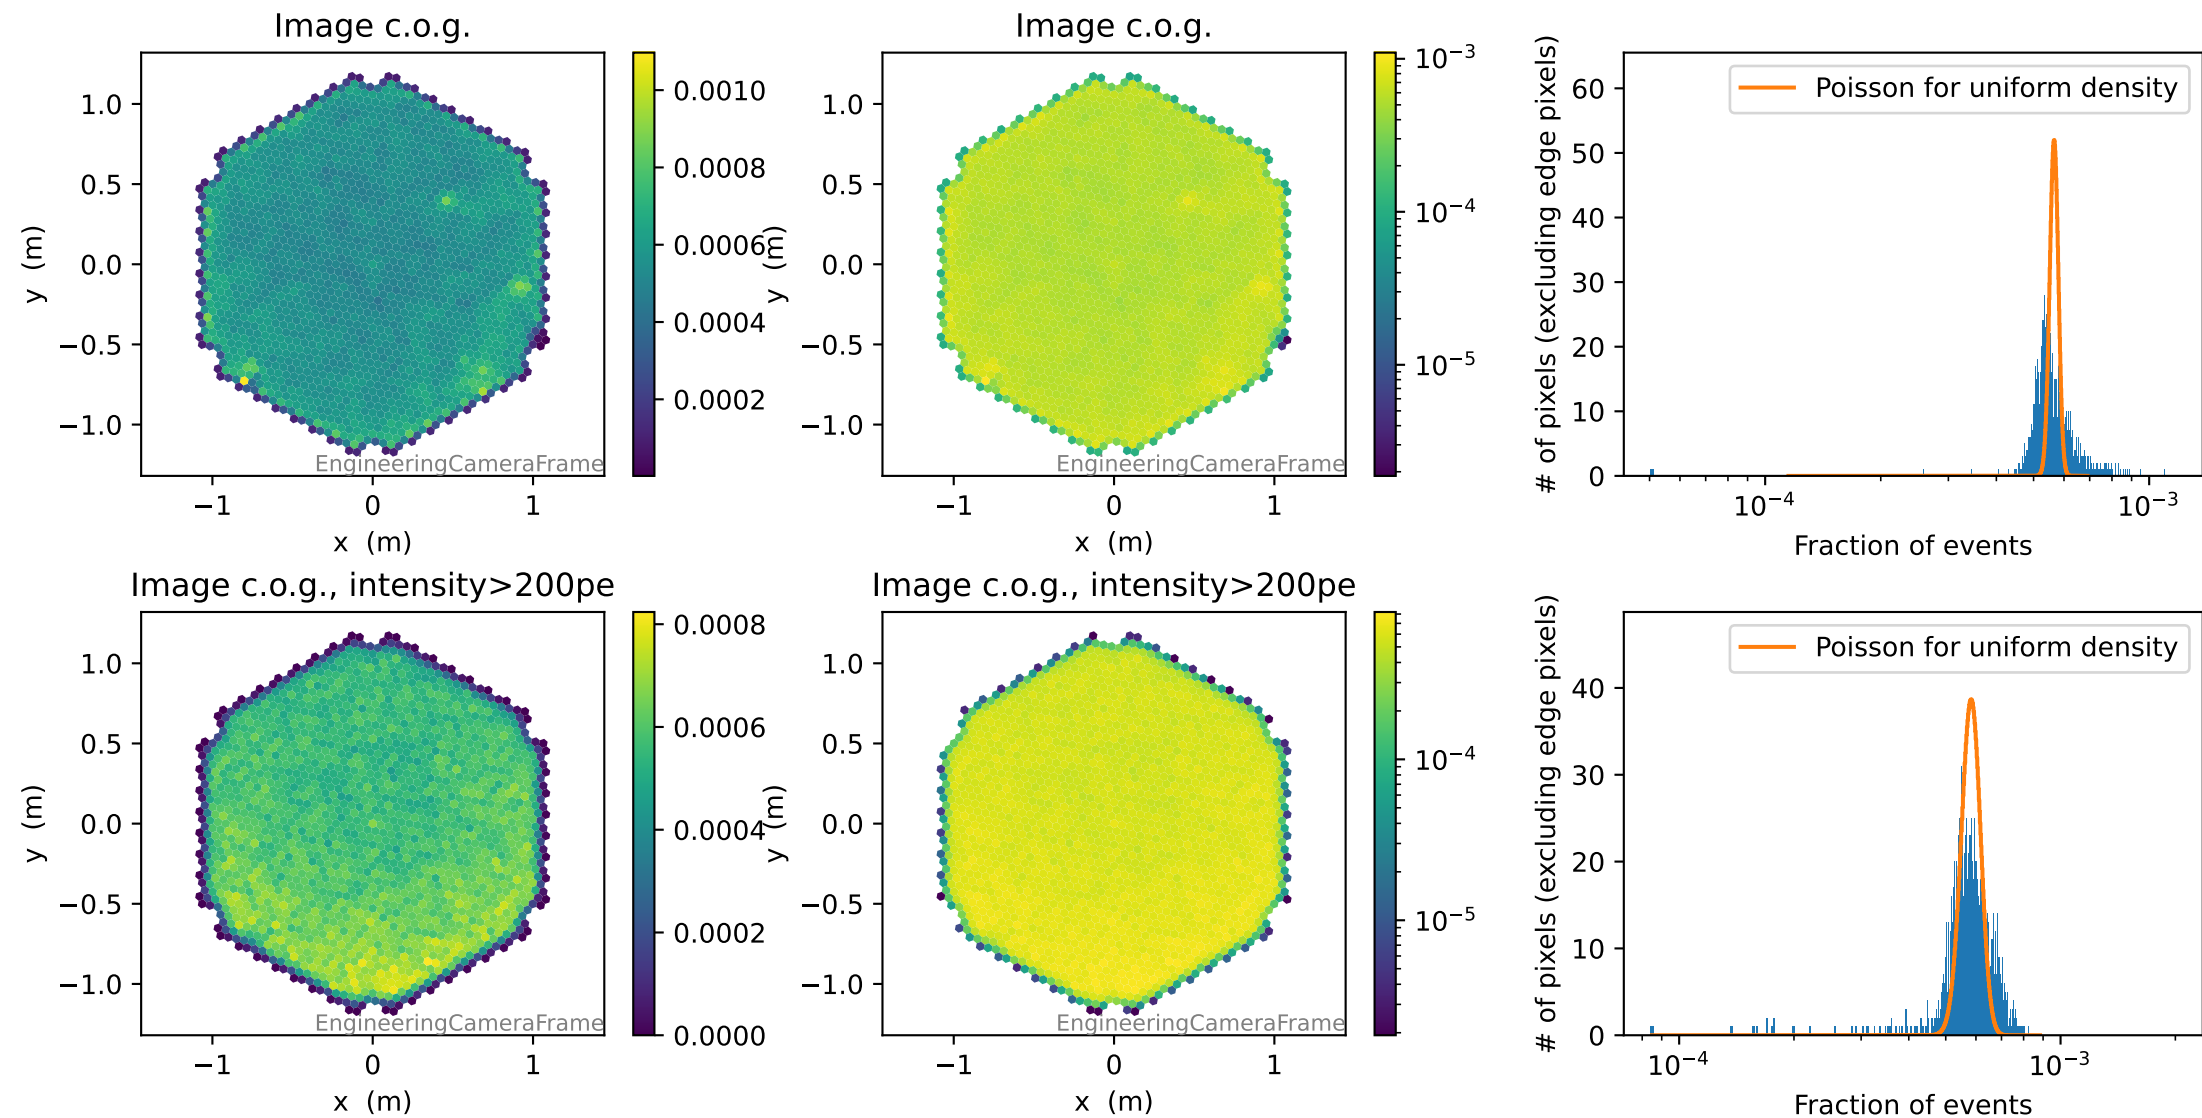 Image c.o.g.
1.0
0.5
0.0
−0.5
−1.0
y (m)
−1
0
1
x (m)
EngineeringCameraFrame
0.0010
0.0008
0.0006
0.0004
0.0002
Image c.o.g.
1.0
0.5
0.0
−0.5
−1.0
y (m)
−1
0
1
x (m)
EngineeringCameraFrame
10⁻³
10⁻⁴
10⁻⁵
# of pixels (excluding edge pixels)
60
50
40
30
20
10
0
Poisson for uniform density
10⁻⁴
10⁻³
Fraction of events
Image c.o.g., intensity>200pe
1.0
0.5
0.0
−0.5
−1.0
y (m)
−1
0
1
x (m)
EngineeringCameraFrame
0.0008
0.0006
0.0004
0.0002
0.0000
Image c.o.g., intensity>200pe
1.0
0.5
0.0
−0.5
−1.0
y (m)
−1
0
1
x (m)
EngineeringCameraFrame
10⁻⁴
10⁻⁵
# of pixels (excluding edge pixels)
40
30
20
10
0
Poisson for uniform density
10⁻⁴
10⁻³
Fraction of events